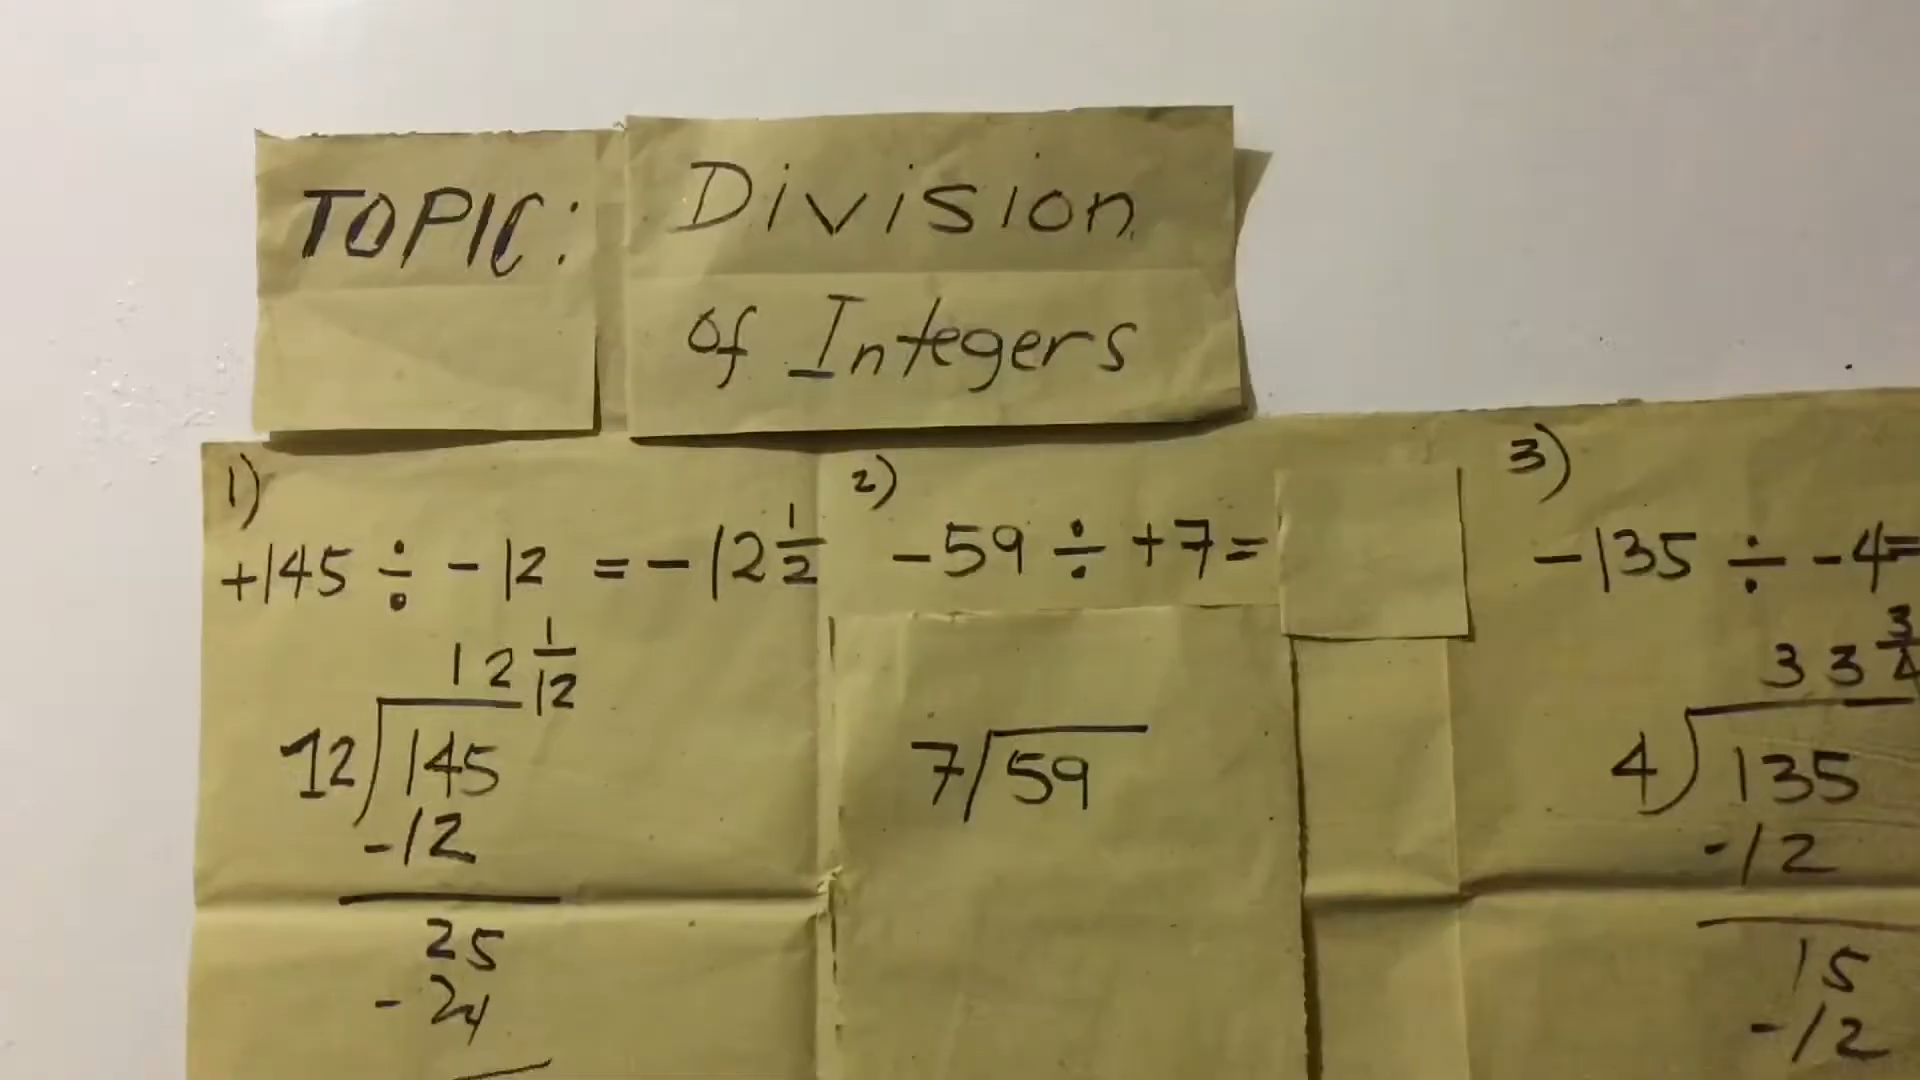 TOPIC:
Division
of Integers
1)
+145 ÷ -12 = -12 1/2
12 1/12
12 145
-12
25
- 24
2)
-59 ÷ +7 =
7 59
3)
-135 ÷ -4=
33 3/4
4 135
-12
15
-12